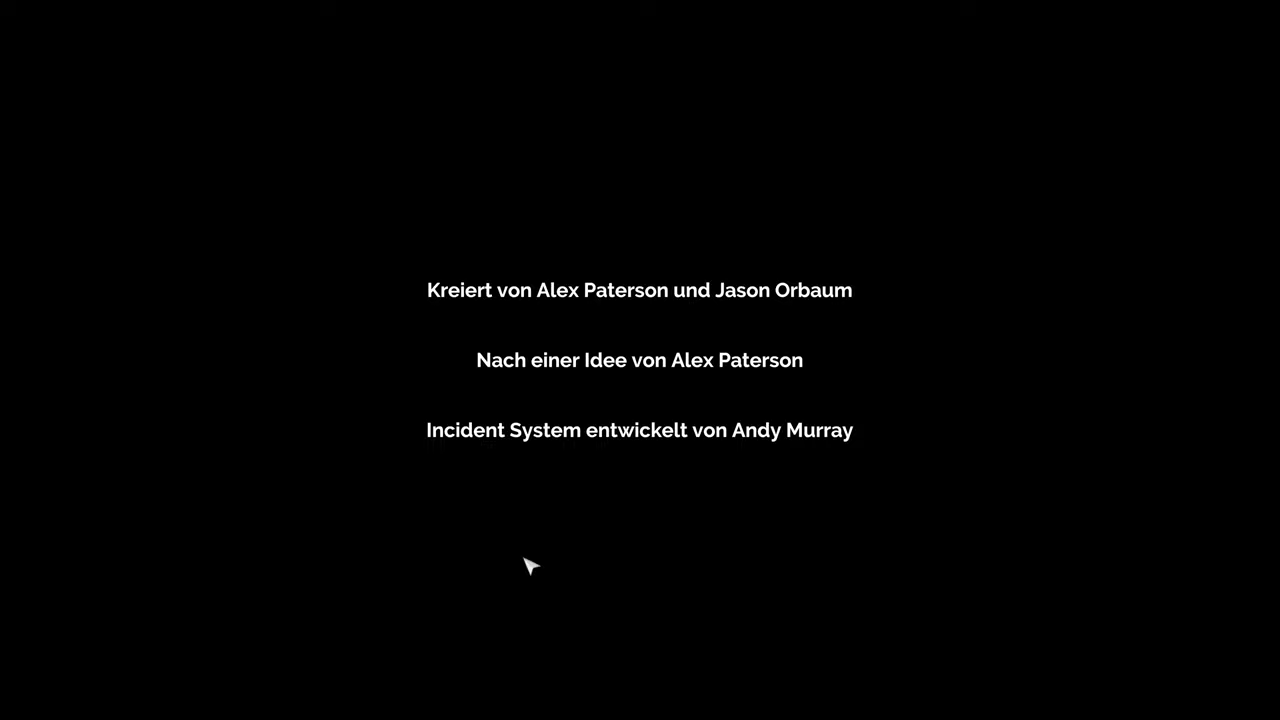 Kreiert von Alex Paterson und Jason Orbaum
Nach einer Idee von Alex Paterson
Incident System entwickelt von Andy Murray